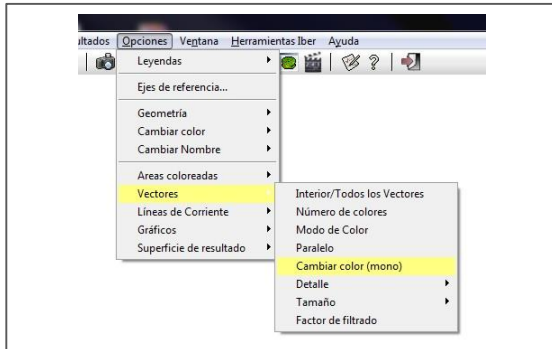 ultados Opciones Ventana Herramientas Iber Ayuda
Leyendas
Ejes de referencia...
Geometría
Cambiar color
Cambiar Nombre
Areas coloreadas
Vectores
Líneas de Corriente
Gráficos
Superficie de resultado
Interior/Todos los Vectores
Número de colores
Modo de Color
Paralelo
Cambiar color (mono)
Detalle
Tamaño
Factor de filtrado